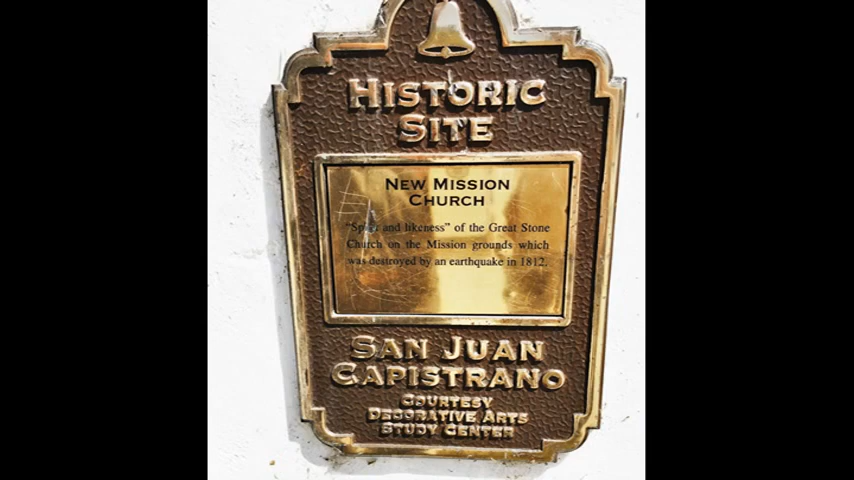 HISTORIC
SITE
NEW MISSION
CHURCH
"Spirit and likeness" of the Great Stone
Church on the Mission grounds which
was destroyed by an earthquake in 1812.
SAN JUAN
CAPISTRANO
COURTESY
DECORATIVE ARTS
STUDY CENTER